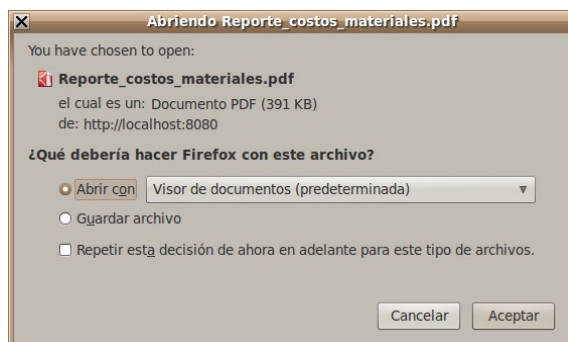 Abriendo Reporte_costos_materiales.pdf
You have chosen to open:
Reporte_costos_materiales.pdf
el cual es un: Documento PDF (391 KB)
de: http://localhost:8080
¿Qué debería hacer Firefox con este archivo?
Abrir con Visor de documentos (predeterminada)
Guardar archivo
Repetir esta decisión de ahora en adelante para este tipo de archivos.
Cancelar Aceptar